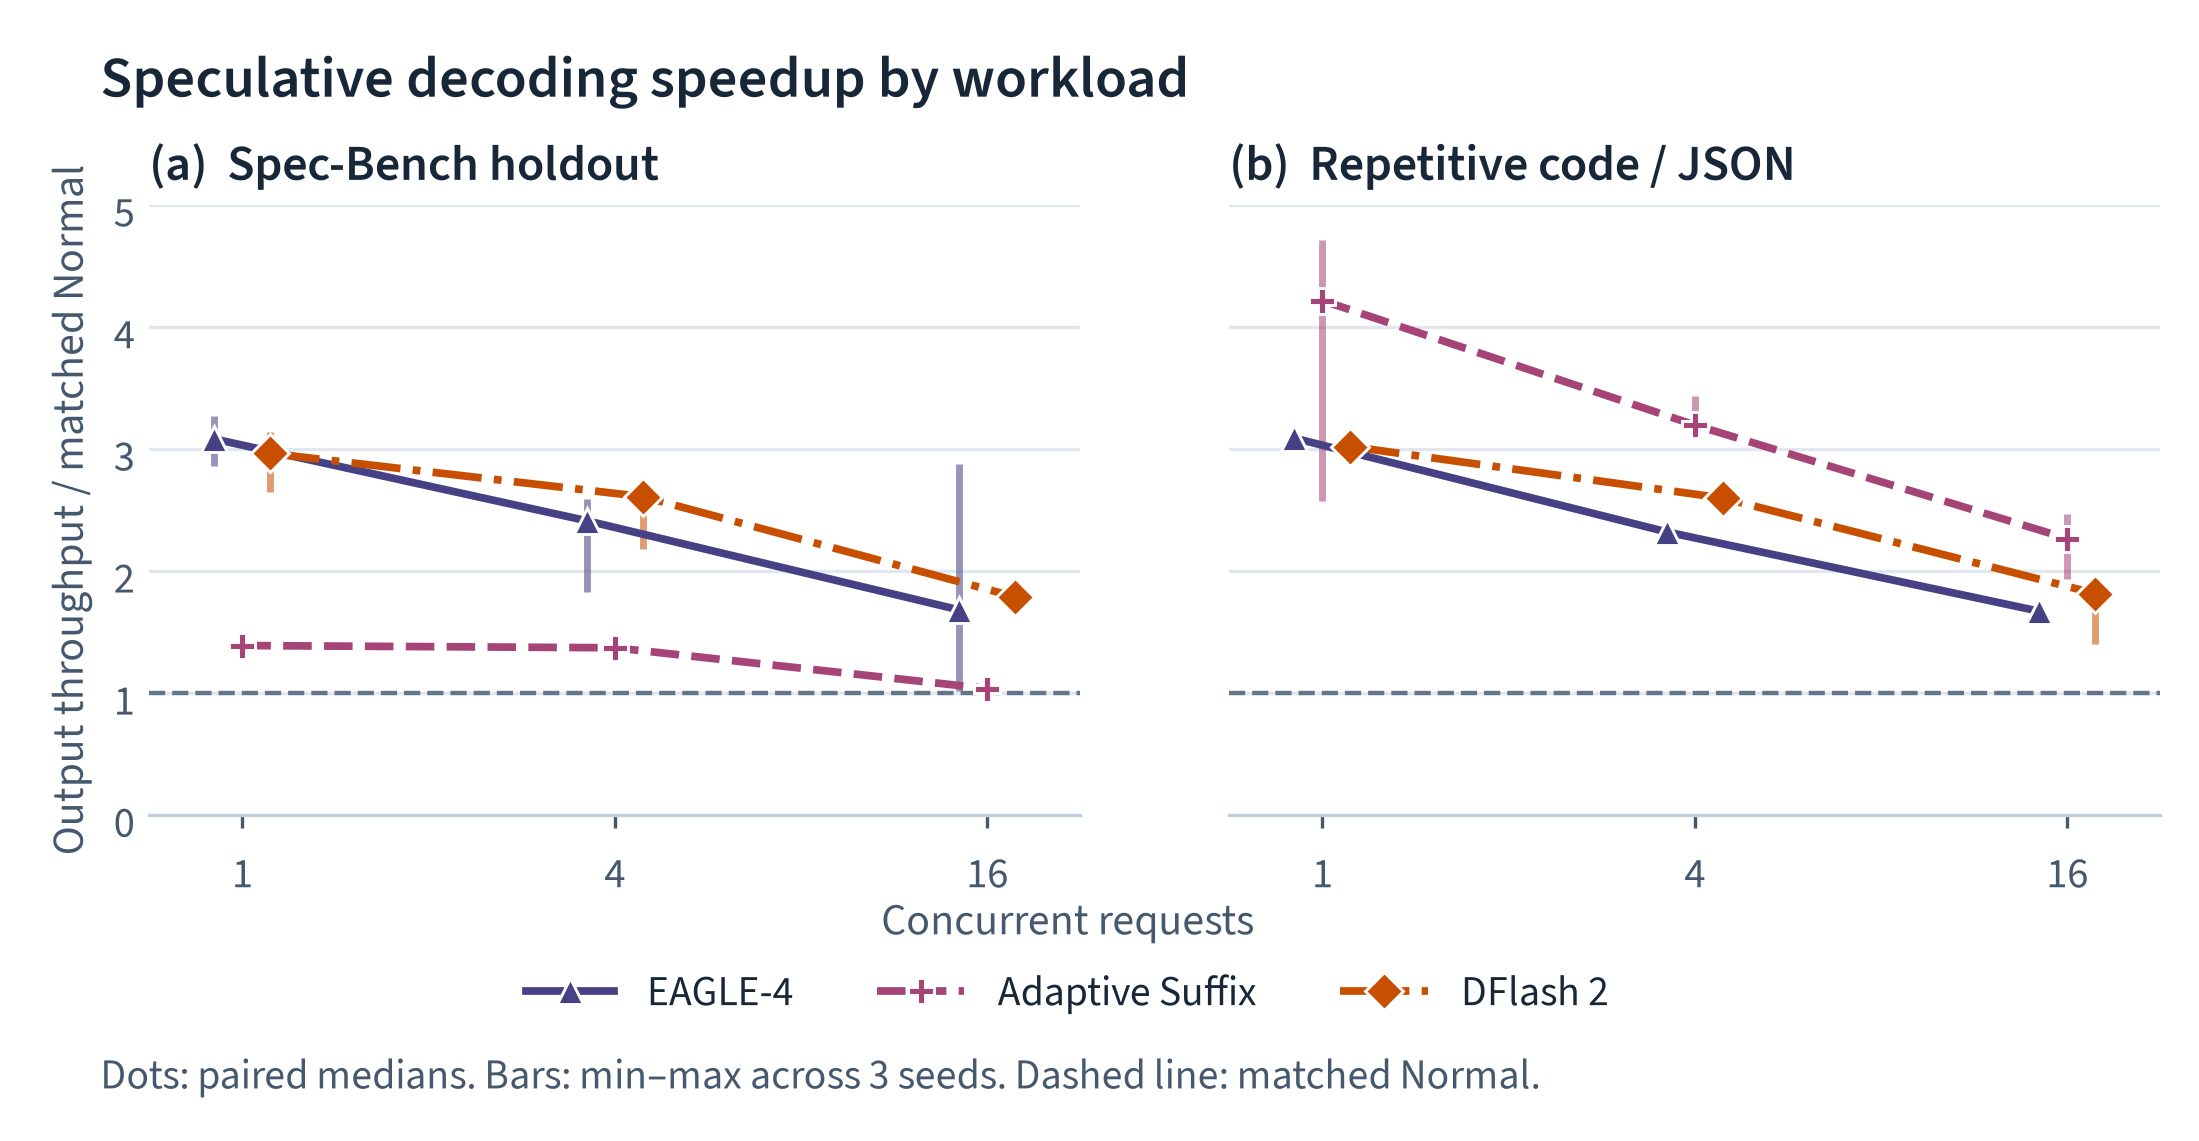 Speculative decoding speedup by workload
(a) Spec-Bench holdout
(b) Repetitive code / JSON
Output throughput / matched Normal
5
4
3
2
1
0
1 4 16
1 4 16
Concurrent requests
EAGLE-4 Adaptive Suffix DFlash 2
Dots: paired medians. Bars: min–max across 3 seeds. Dashed line: matched Normal.